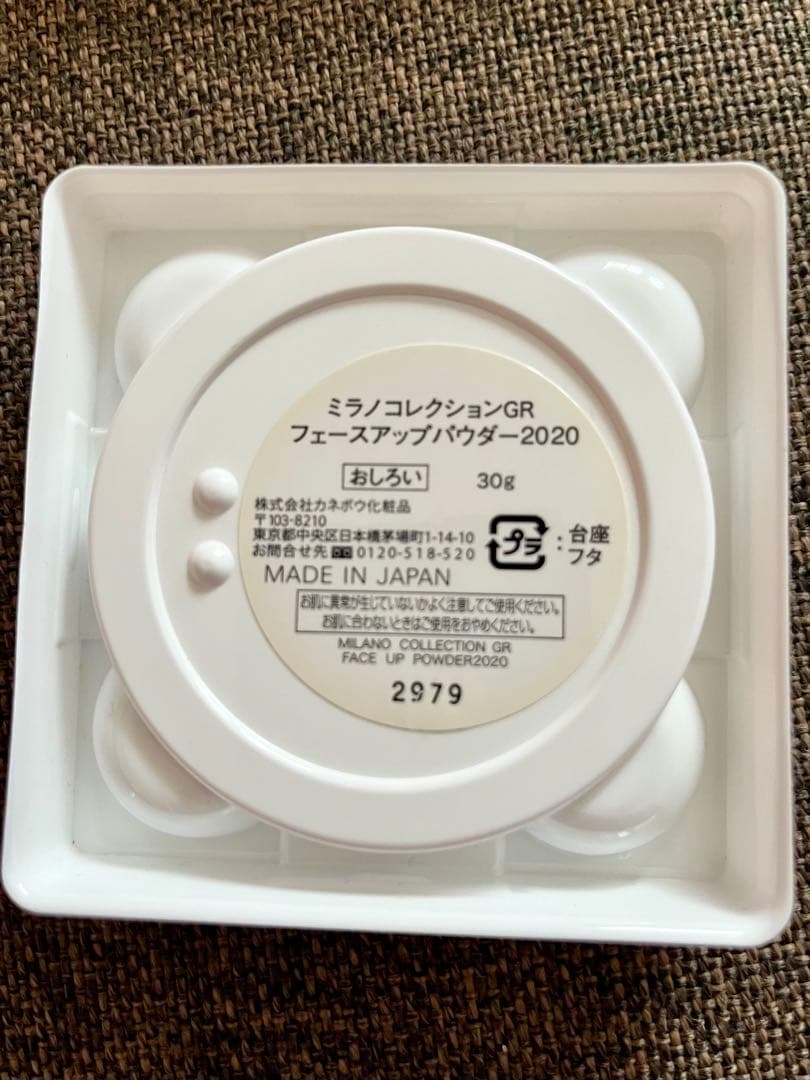 ミラノコレクションGR
フェースアップパウダー2020
おしろい 30g
株式会社カネボウ化粧品
〒103-8210
東京都中央区日本橋茅場町1-14-10
お問合せ先 0120-518-520
プラ : 台座
フタ
MADE IN JAPAN
お肌に異常が生じていないかよく注意してご使用ください。
お肌に合わないときはご使用をおやめください。
MILANO COLLECTION GR
FACE UP POWDER2020
2979